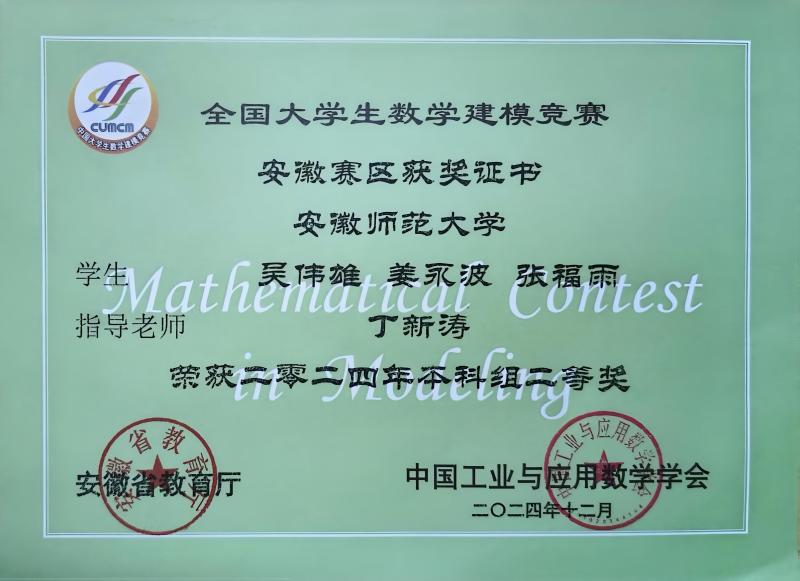 CUMCM
中国大学生数学建模竞赛
全国大学生数学建模竞赛
安徽赛区获奖证书
安徽师范大学
学生 吴伟雄 姜永波 张福雨
Mathematical Contest
指导老师 丁新涛
in Modeling
荣获二零二四年本科组二等奖
安徽省教育厅
安徽省教育厅
中国工业与应用数学学会
中国工业与应用数学学会
二〇二四年十二月